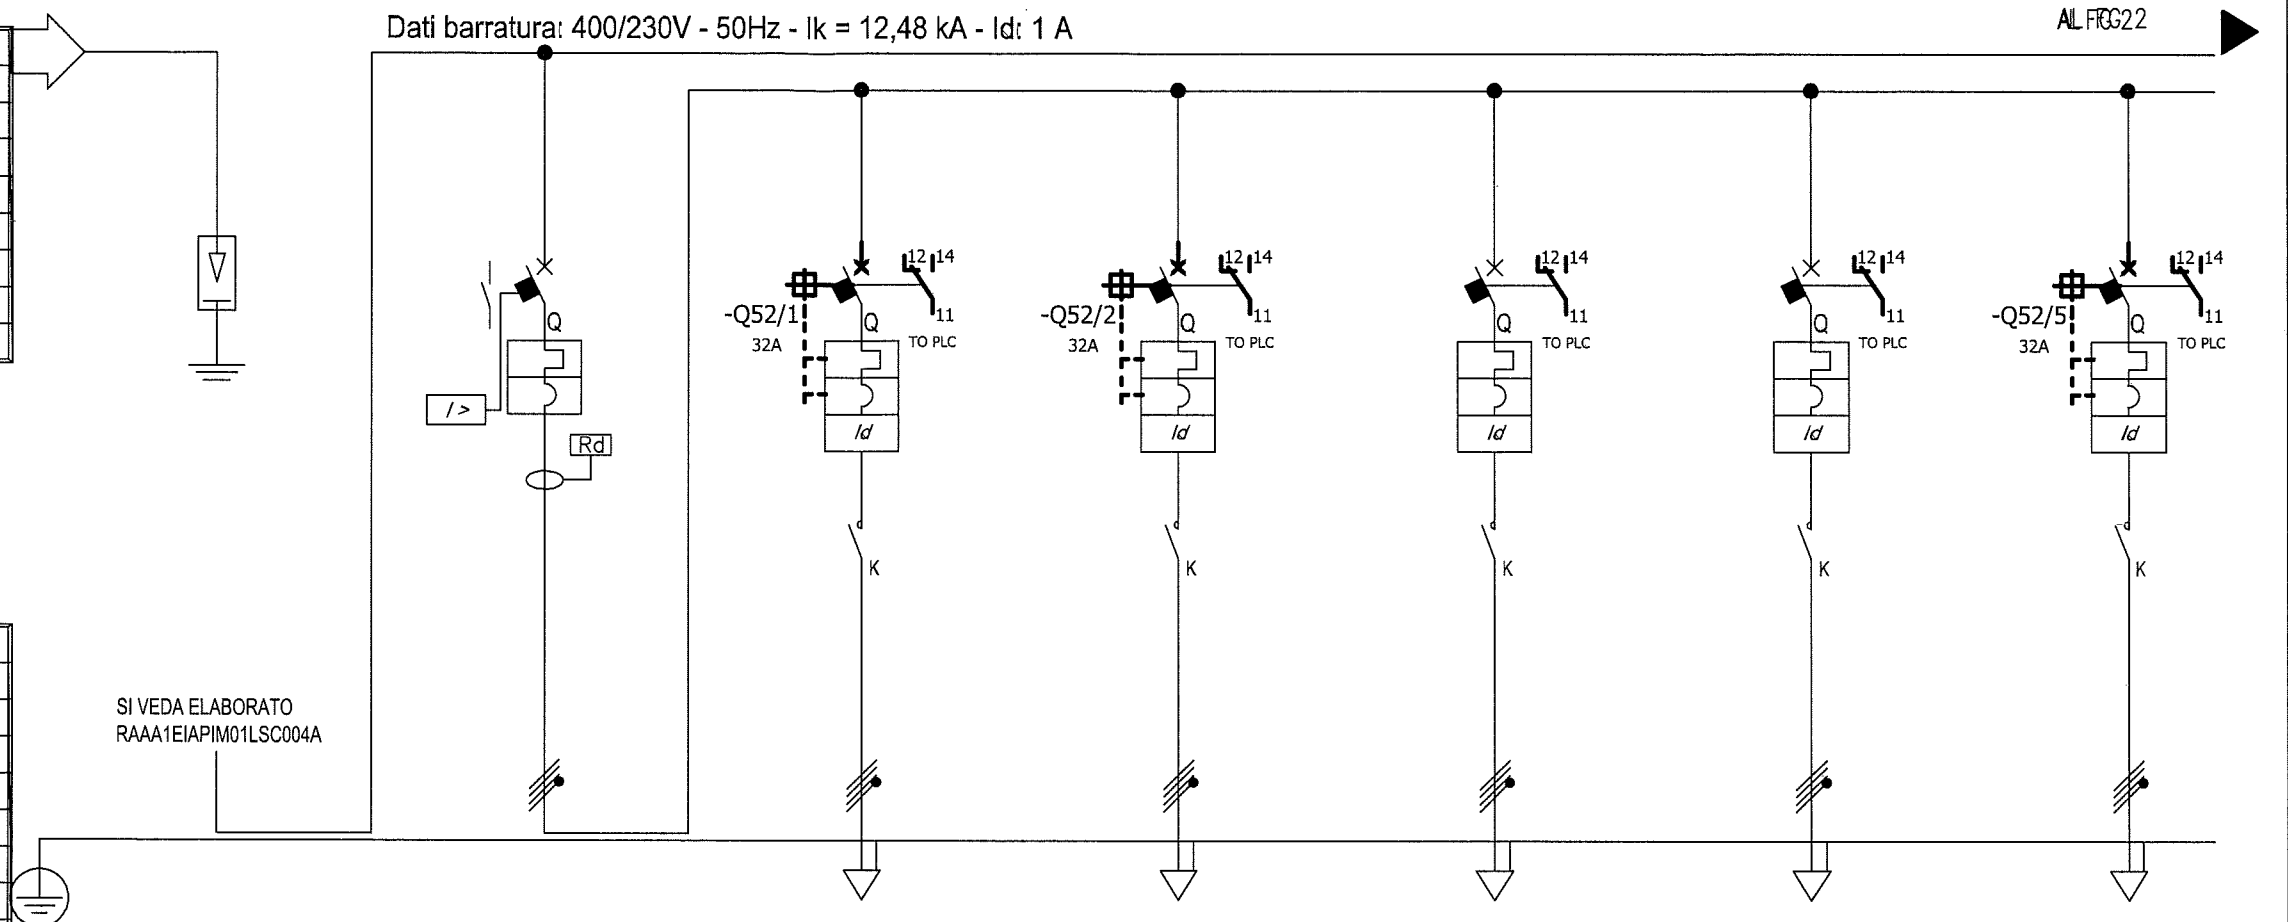 Dati barratura: 400/230V - 50Hz - Ik = 12,48 kA - Id: 1 A
12 14
12 14
12 14
12 14
12 14
-Q52/1
-Q52/2
-Q52/5
11
11
11
11
11
Q
Q
Q
Q
Q
Q
32A
32A
32A
TO PLC
TO PLC
TO PLC
TO PLC
TO PLC
I >
Rd
Id
Id
Id
Id
Id
K
K
K
K
K
SI VEDA ELABORATO
RAAA1EIAPIM01LSC004A